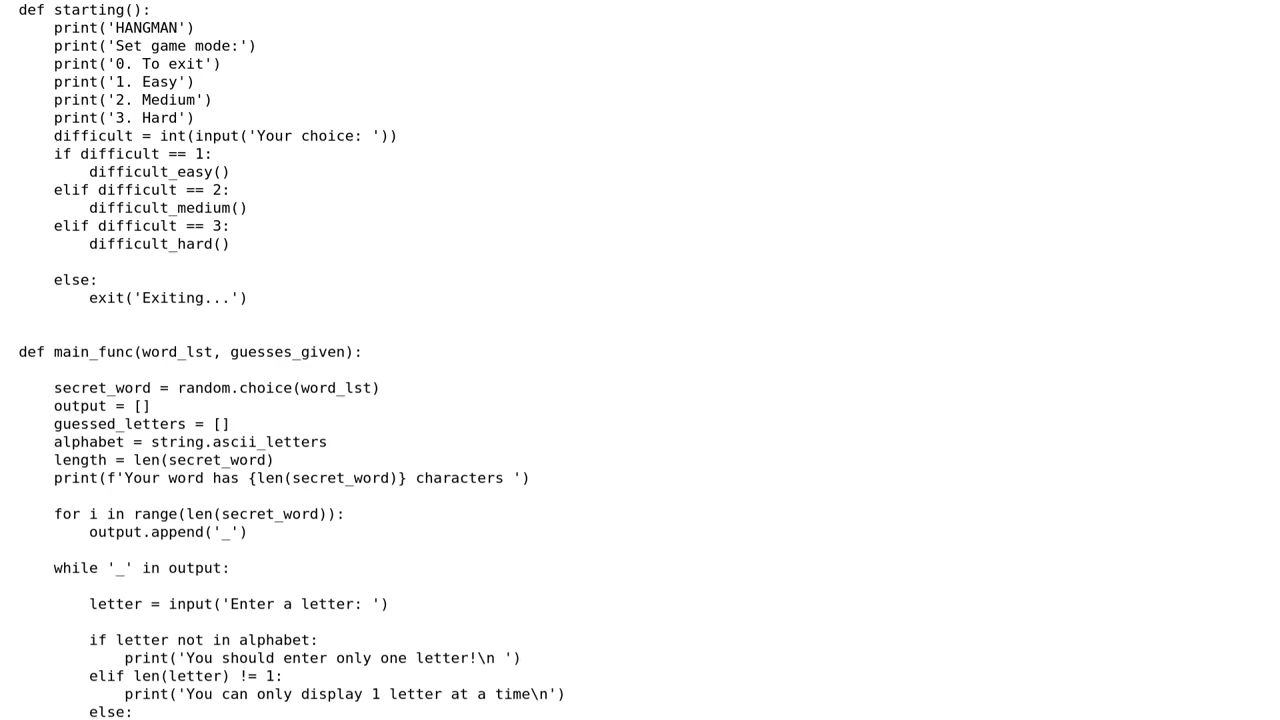 def starting():
    print('HANGMAN')
    print('Set game mode:')
    print('0. To exit')
    print('1. Easy')
    print('2. Medium')
    print('3. Hard')
    difficult = int(input('Your choice: '))
    if difficult == 1:
        difficult_easy()
    elif difficult == 2:
        difficult_medium()
    elif difficult == 3:
        difficult_hard()

    else:
        exit('Exiting...')


def main_func(word_lst, guesses_given):

    secret_word = random.choice(word_lst)
    output = []
    guessed_letters = []
    alphabet = string.ascii_letters
    length = len(secret_word)
    print(f'Your word has {len(secret_word)} characters ')

    for i in range(len(secret_word)):
        output.append('_')

    while '_' in output:

        letter = input('Enter a letter: ')

        if letter not in alphabet:
            print('You should enter only one letter!\n ')
        elif len(letter) != 1:
            print('You can only display 1 letter at a time\n')
        else: